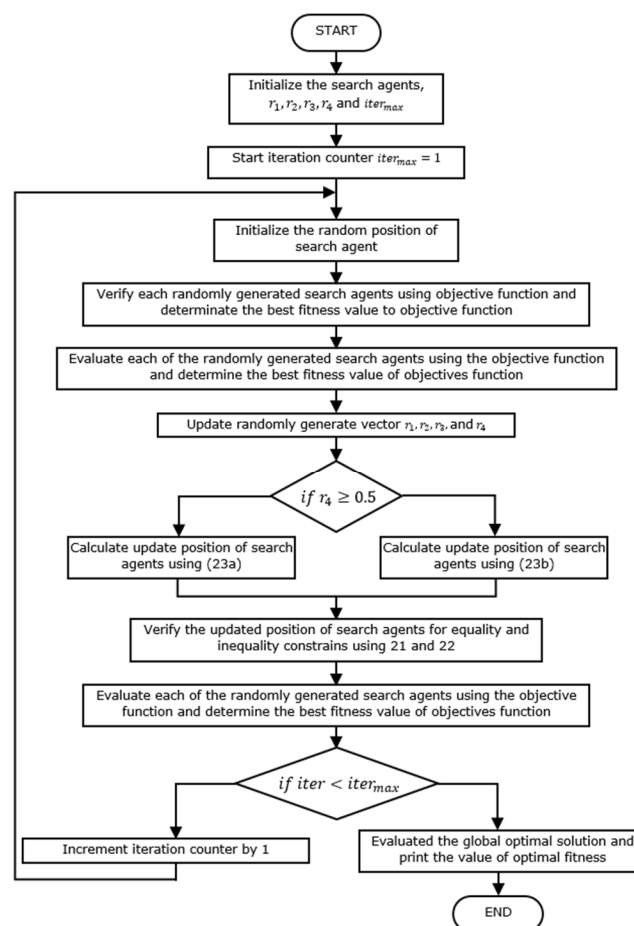 START
Initialize the search agents,
r₁, r₂, r₃, r₄ and iterₘₐₓ
Start iteration counter iterₘₐₓ = 1
Initialize the random position of
search agent
Verify each randomly generated search agents using objective function and
determinate the best fitness value to objective function
Evaluate each of the randomly generated search agents using the objective function
and determine the best fitness value of objectives function
Update randomly generate vector r₁, r₂, r₃, and r₄
if r₄ ≥ 0.5
Calculate update position of search
agents using (23a)
Calculate update position of search
agents using (23b)
Verify the updated position of search agents for equality and
inequality constrains using 21 and 22
Evaluate each of the randomly generated search agents using the objective
function and determine the best fitness value of objectives function
if iter < iterₘₐₓ
Increment iteration counter by 1
Evaluated the global optimal solution and
print the value of optimal fitness
END